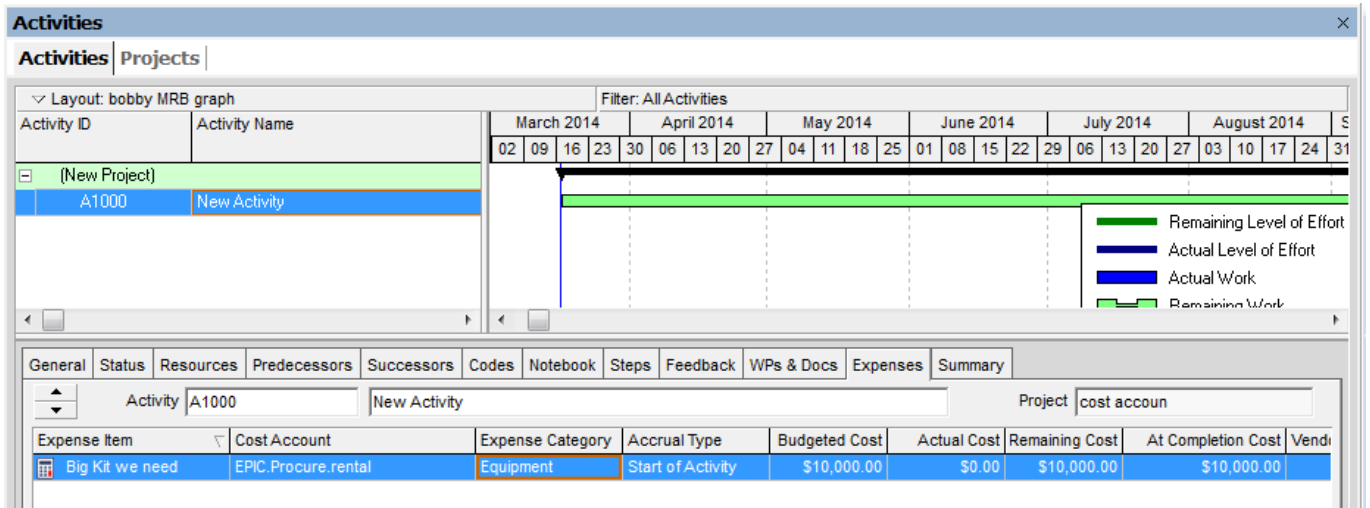 Activities
Activities Projects
Layout: bobby MRB graph Filter: All Activities
Activity ID Activity Name March 2014 April 2014 May 2014 June 2014 July 2014 August 2014 S
02 09 16 23 30 06 13 20 27 04 11 18 25 01 08 15 22 29 06 13 20 27 03 10 17 24 31
(New Project)
A1000 New Activity
Remaining Level of Effort
Actual Level of Effort
Actual Work
Remaining Work
General Status Resources Predecessors Successors Codes Notebook Steps Feedback WPs & Docs Expenses Summary
Activity A1000 New Activity Project cost accoun
Expense Item Cost Account Expense Category Accrual Type Budgeted Cost Actual Cost Remaining Cost At Completion Cost Vendo
Big Kit we need EPIC.Procure.rental Equipment Start of Activity $10,000.00 $0.00 $10,000.00 $10,000.00